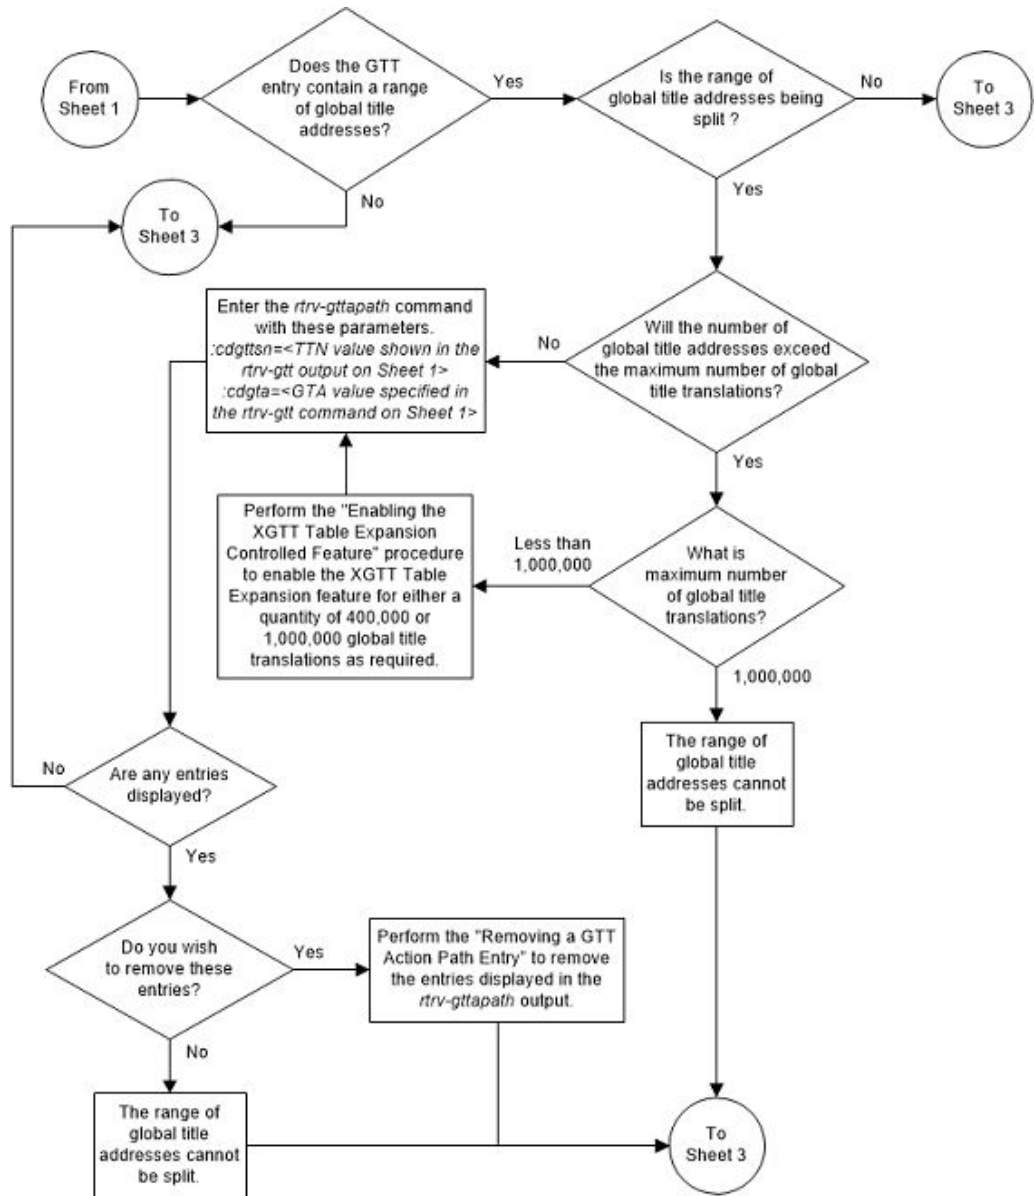 From
Sheet 1
Does the GTT
entry contain a range
of global title
addresses?
Yes
Is the range of
global title addresses being
split ?
No
To
Sheet 3
No
To
Sheet 3
Yes
Enter the rtrv-gttapath command
with these parameters.
:cdgttsn=<TTN value shown in the
rtrv-gtt output on Sheet 1>
:cdgta=<GTA value specified in
the rtrv-gtt command on Sheet 1>
No
Will the number of
global title addresses exceed
the maximum number of global
title translations?
Yes
Perform the "Enabling the
XGTT Table Expansion
Controlled Feature" procedure
to enable the XGTT Table
Expansion feature for either a
quantity of 400,000 or
1,000,000 global title
translations as required.
Less than
1,000,000
What is
maximum number
of global title
translations?
1,000,000
The range of
global title
addresses cannot
be split.
No
Are any entries
displayed?
Yes
Do you wish
to remove these
entries?
Yes
Perform the "Removing a GTT
Action Path Entry" to remove
the entries displayed in the
rtrv-gttapath output.
No
The range of
global title
addresses cannot
be split.
To
Sheet 3